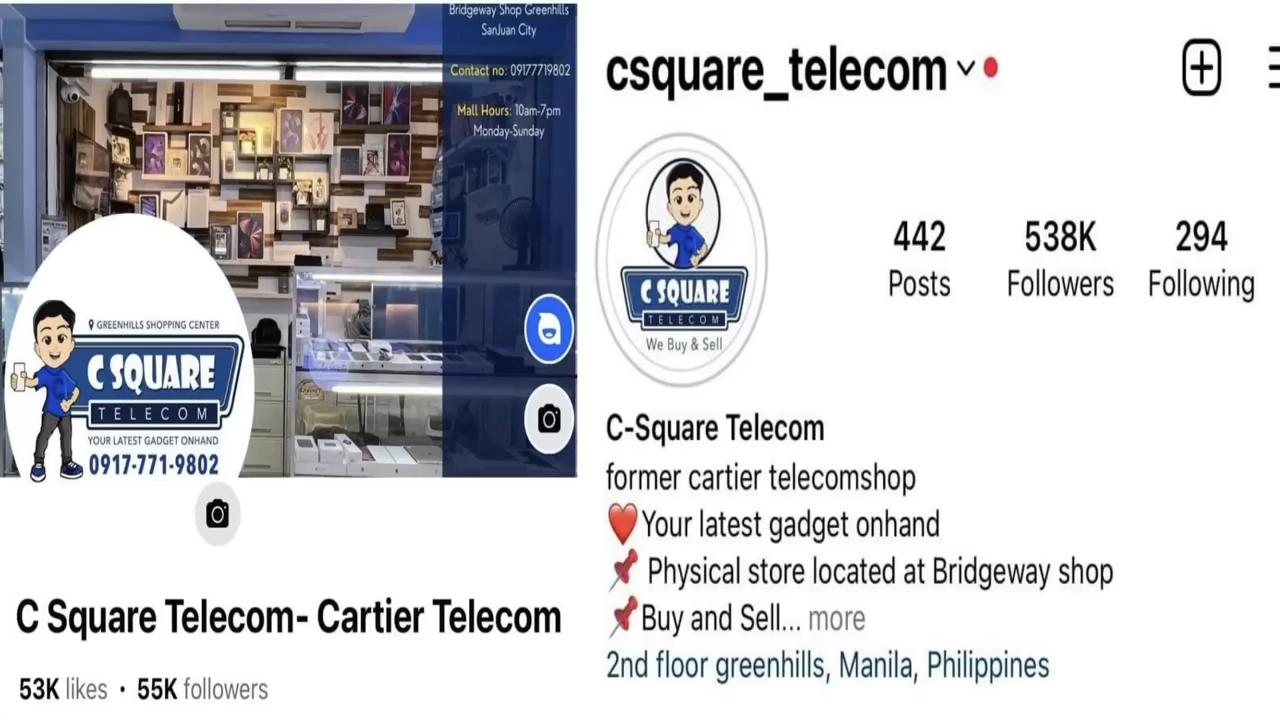 Bridgeway Shop Greenhills
SanJuan City
Contact no: 09177719802
Mall Hours: 10am-7pm
Monday-Sunday
GREENHILLS SHOPPING CENTER
C SQUARE
TELECOM
YOUR LATEST GADGET ONHAND
0917-771-9802
C Square Telecom- Cartier Telecom
53K likes • 55K followers
csquare_telecom
C SQUARE
TELECOM
We Buy & Sell
442 538K 294
Posts Followers Following
C-Square Telecom
former cartier telecomshop
❤️Your latest gadget onhand
📌 Physical store located at Bridgeway shop
📌Buy and Sell... more
2nd floor greenhills, Manila, Philippines